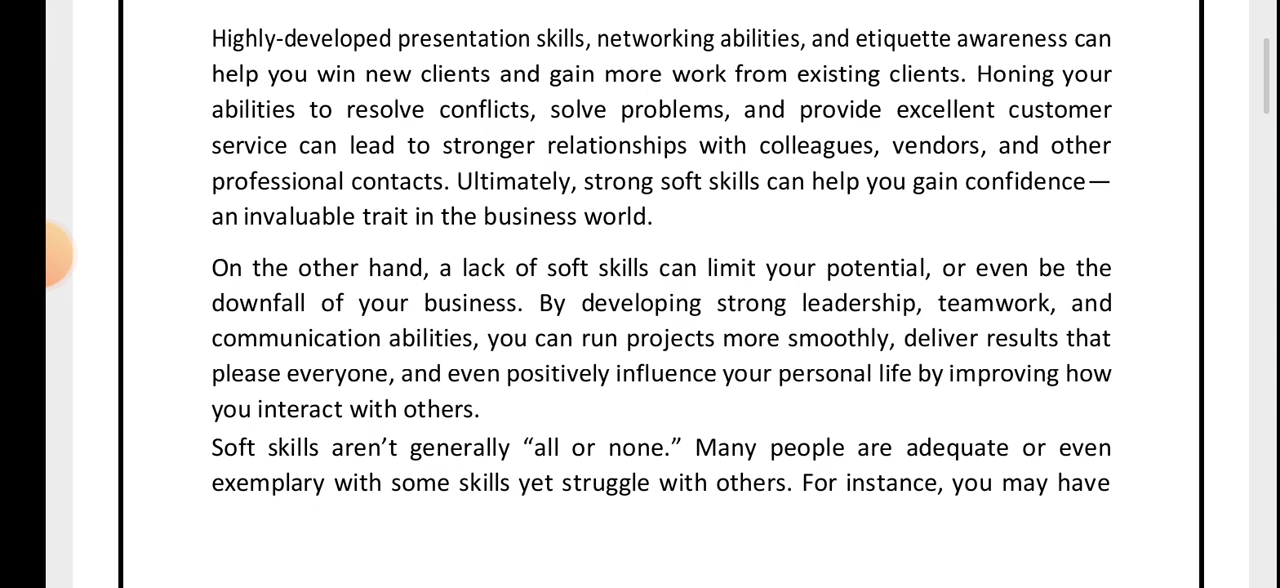 Highly-developed presentation skills, networking abilities, and etiquette awareness can
help you win new clients and gain more work from existing clients. Honing your
abilities to resolve conflicts, solve problems, and provide excellent customer
service can lead to stronger relationships with colleagues, vendors, and other
professional contacts. Ultimately, strong soft skills can help you gain confidence—
an invaluable trait in the business world.
On the other hand, a lack of soft skills can limit your potential, or even be the
downfall of your business. By developing strong leadership, teamwork, and
communication abilities, you can run projects more smoothly, deliver results that
please everyone, and even positively influence your personal life by improving how
you interact with others.
Soft skills aren’t generally “all or none.” Many people are adequate or even
exemplary with some skills yet struggle with others. For instance, you may have